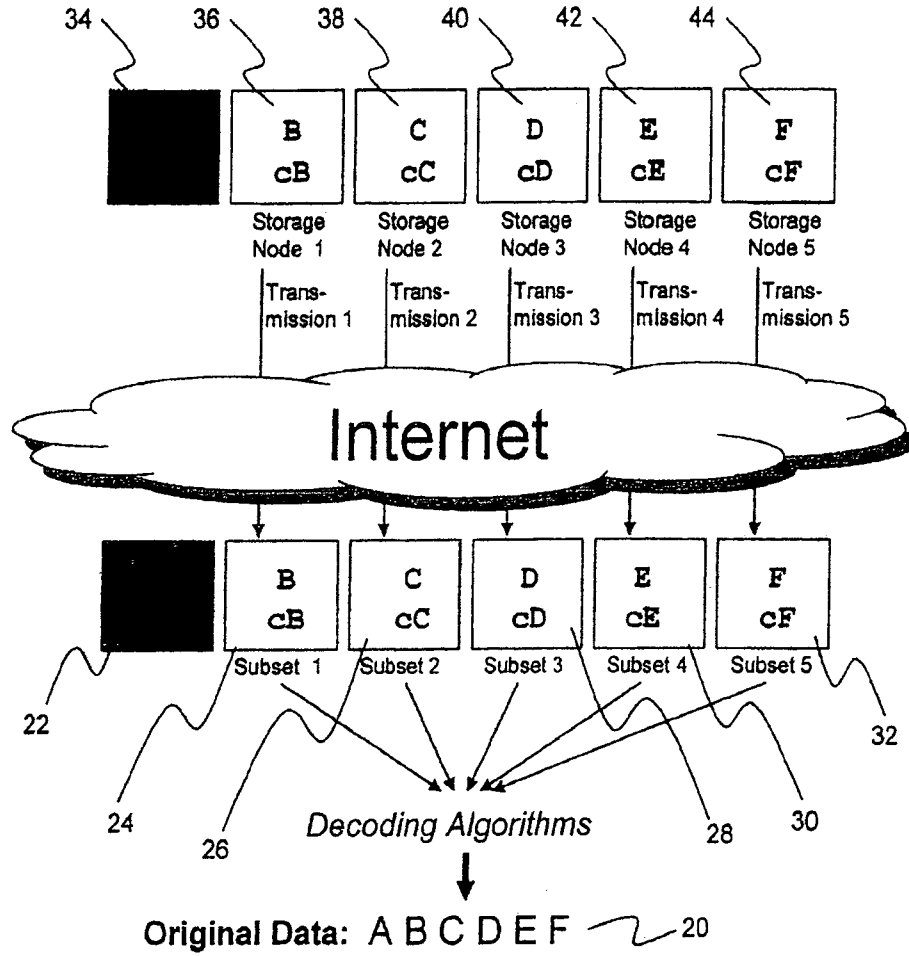 34 36 38 40 42 44
B C D E F
cB cC cD cE cF
Storage Storage Storage Storage Storage
Node 1 Node 2 Node 3 Node 4 Node 5
Trans- Trans- Trans- Trans- Trans-
mission 1 mission 2 mission 3 mission 4 mission 5
Internet
B C D E F
cB cC cD cE cF
Subset 1 Subset 2 Subset 3 Subset 4 Subset 5
22 32
24 26 28 30
Decoding Algorithms
Original Data: A B C D E F 20